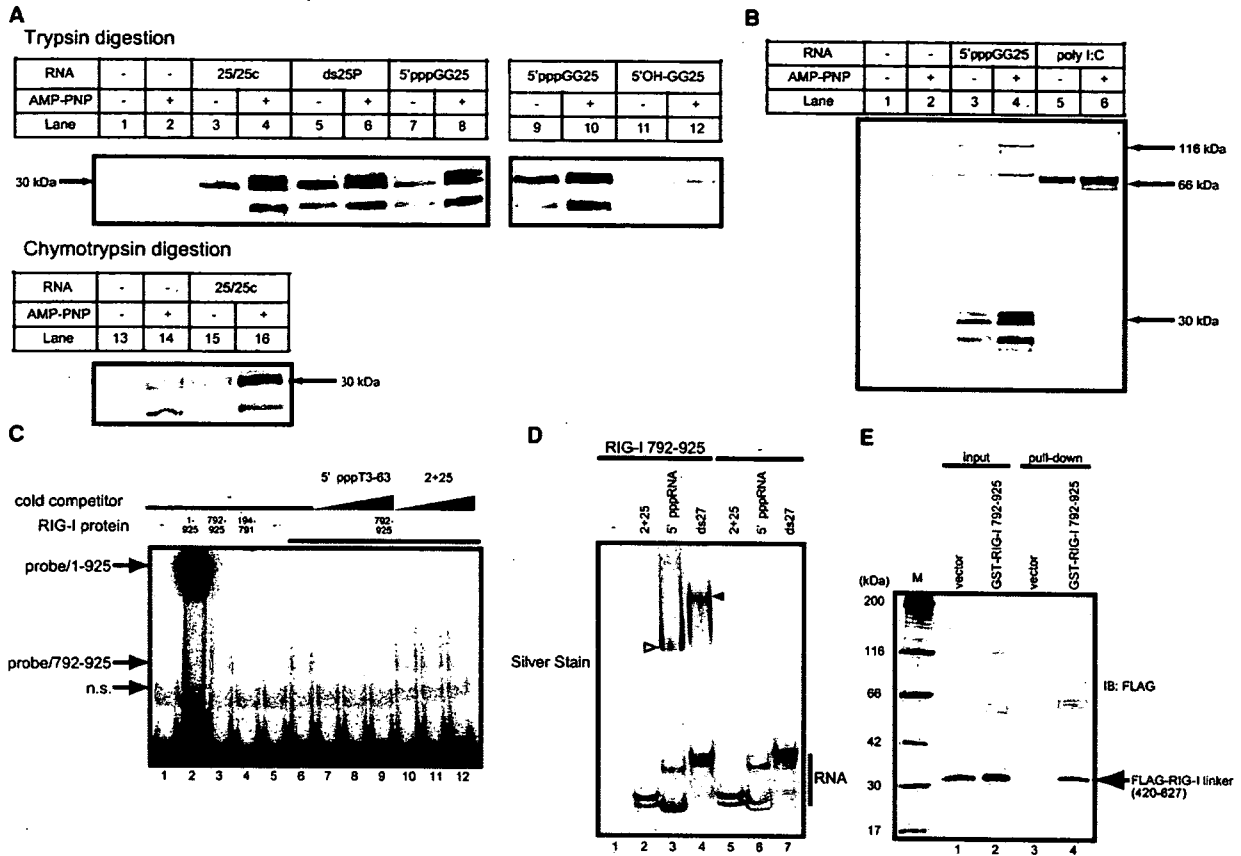 A
Trypsin digestion
RNA - - 25/25c ds25P 5'pppGG25 5'pppGG25 5'OH-GG25
AMP-PNP - + - + - + - + - + - +
Lane 1 2 3 4 5 6 7 8 9 10 11 12
30 kDa
Chymotrypsin digestion
RNA - - 25/25c
AMP-PNP - + - +
Lane 13 14 15 16
30 kDa
B
RNA - - 5'pppGG25 poly I:C
AMP-PNP - + - + - +
Lane 1 2 3 4 5 6
116 kDa
66 kDa
30 kDa
C
5' pppT3-63 2+25
cold competitor -
RIG-I protein - 1-925 792-925 194-791 - 792-925
probe/1-925
probe/792-925
n.s.
1 2 3 4 5 6 7 8 9 10 11 12
D
RIG-I 792-925 -
- 2+25 5' pppRNA ds27 2+25 5' pppRNA ds27
Silver Stain
RNA
1 2 3 4 5 6 7
E
input pull-down
(kDa) M vector GST-RIG-I 792-925 vector GST-RIG-I 792-925
200
116
66
42
30
17
IB: FLAG
FLAG-RIG-I linker
(420-627)
1 2 3 4